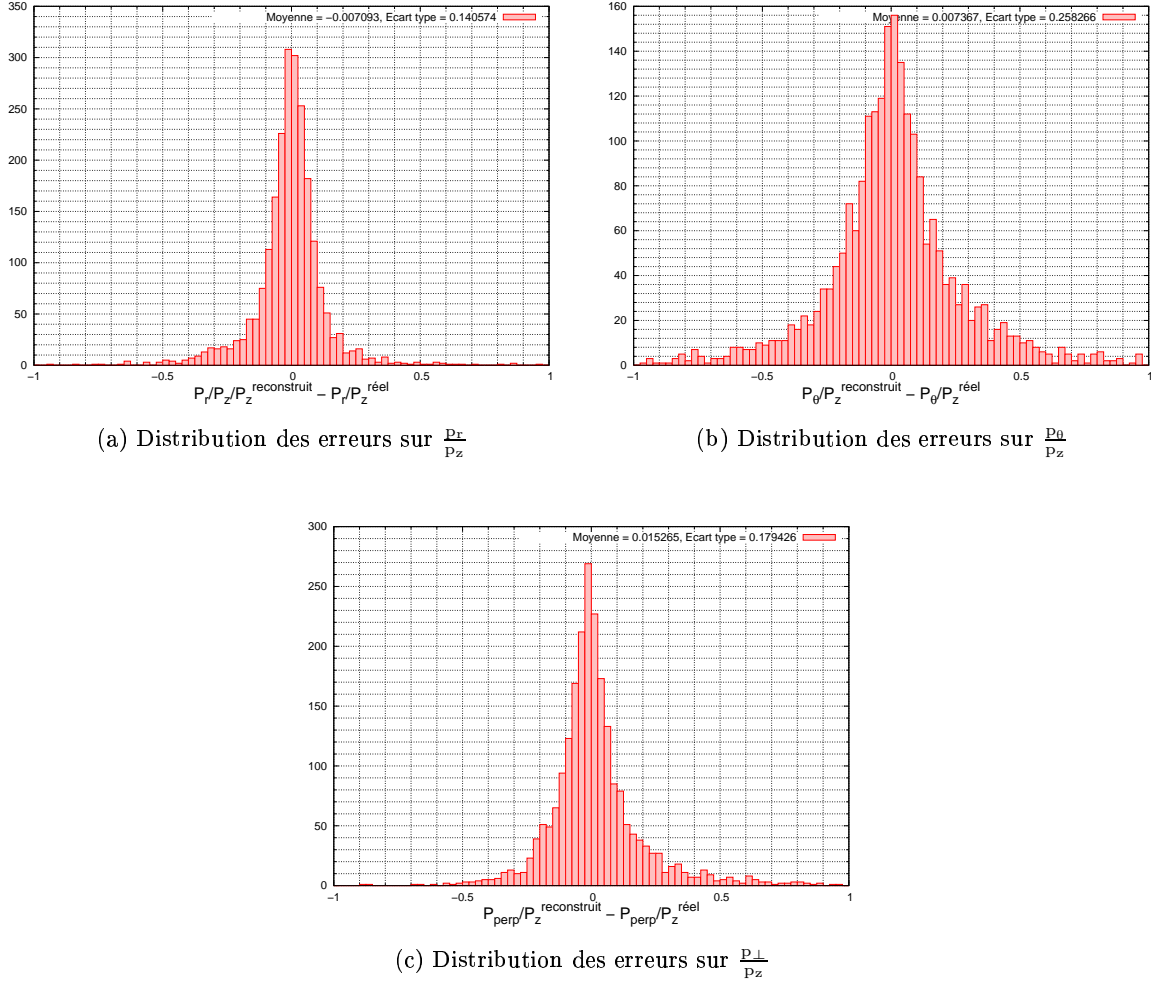 Moyenne = −0.007093, Ecart type = 0.140574
350
300
250
200
150
100
50
0
−1 −0.5 0 0.5 1
P_r/P_z/P_z^reconstruit − P_r/P_z^réel
(a) Distribution des erreurs sur p_r/p_z
Moyenne = 0.007367, Ecart type = 0.258266
160
140
120
100
80
60
40
20
0
−1 −0.5 0 0.5 1
P_θ/P_z^reconstruit − P_θ/P_z^réel
(b) Distribution des erreurs sur p_θ/p_z
Moyenne = 0.015265, Ecart type = 0.179426
300
250
200
150
100
50
0
−1 −0.5 0 0.5 1
P_perp/P_z^reconstruit − P_perp/P_z^réel
(c) Distribution des erreurs sur p_⊥/p_z